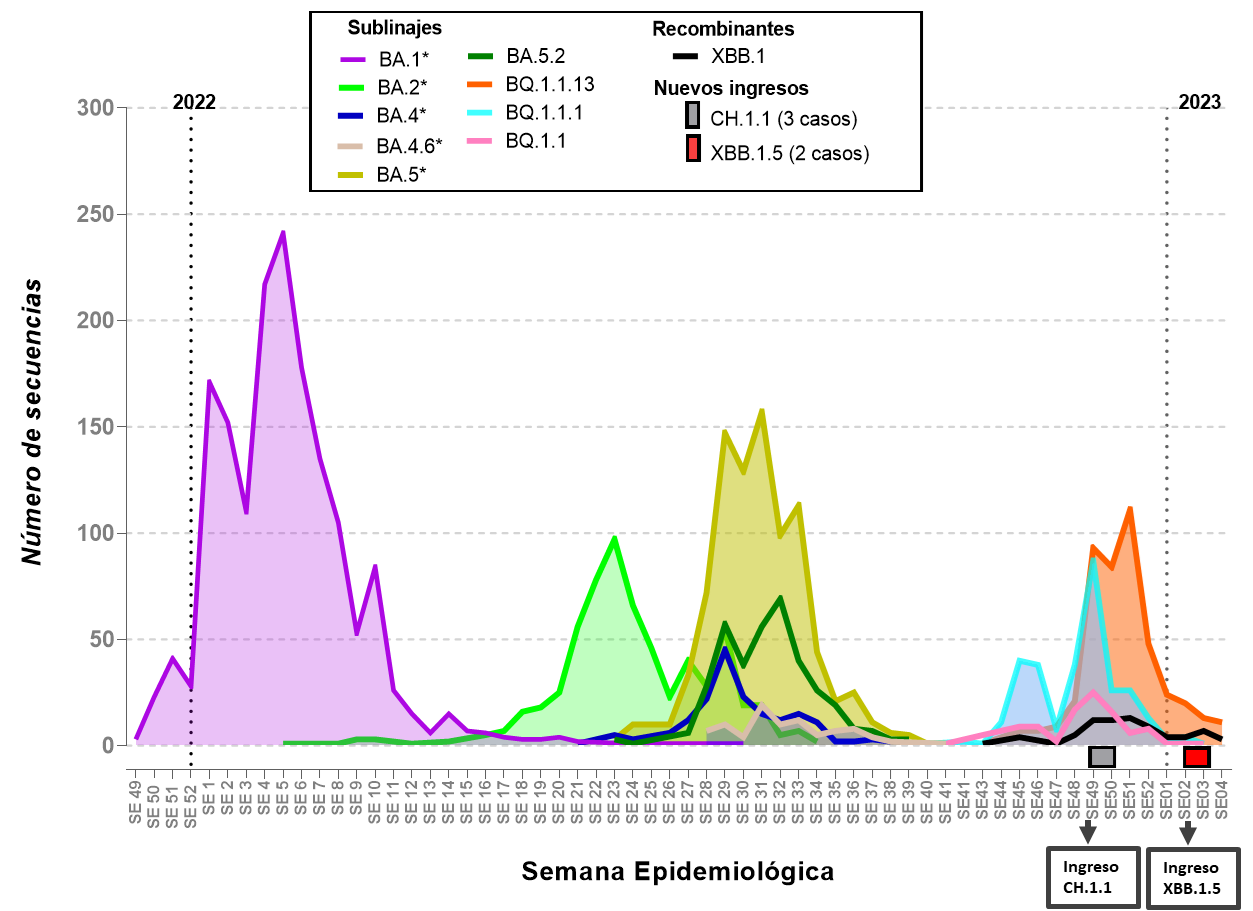 Sublinajes
BA.1*
BA.2*
BA.4*
BA.4.6*
BA.5*
BA.5.2
BQ.1.1.13
BQ.1.1.1
BQ.1.1
Recombinantes
XBB.1
Nuevos ingresos
CH.1.1 (3 casos)
XBB.1.5 (2 casos)
2022
2023
300
250
200
150
100
50
0
Número de secuencias
SE 49
SE 50
SE 51
SE 52
SE 1
SE 2
SE 3
SE 4
SE 5
SE 6
SE 7
SE 8
SE 9
SE 10
SE 11
SE 12
SE 13
SE 14
SE 15
SE 16
SE 17
SE 18
SE 19
SE 20
SE 21
SE 22
SE 23
SE 24
SE 25
SE 26
SE 27
SE 28
SE 29
SE 30
SE 31
SE 32
SE 33
SE 34
SE 35
SE 36
SE 37
SE 38
SE 39
SE 40
SE 41
SE41
SE43
SE44
SE45
SE46
SE47
SE48
SE49
SE50
SE51
SE52
SE01
SE02
SE03
SE04
Semana Epidemiológica
Ingreso
CH.1.1
Ingreso
XBB.1.5